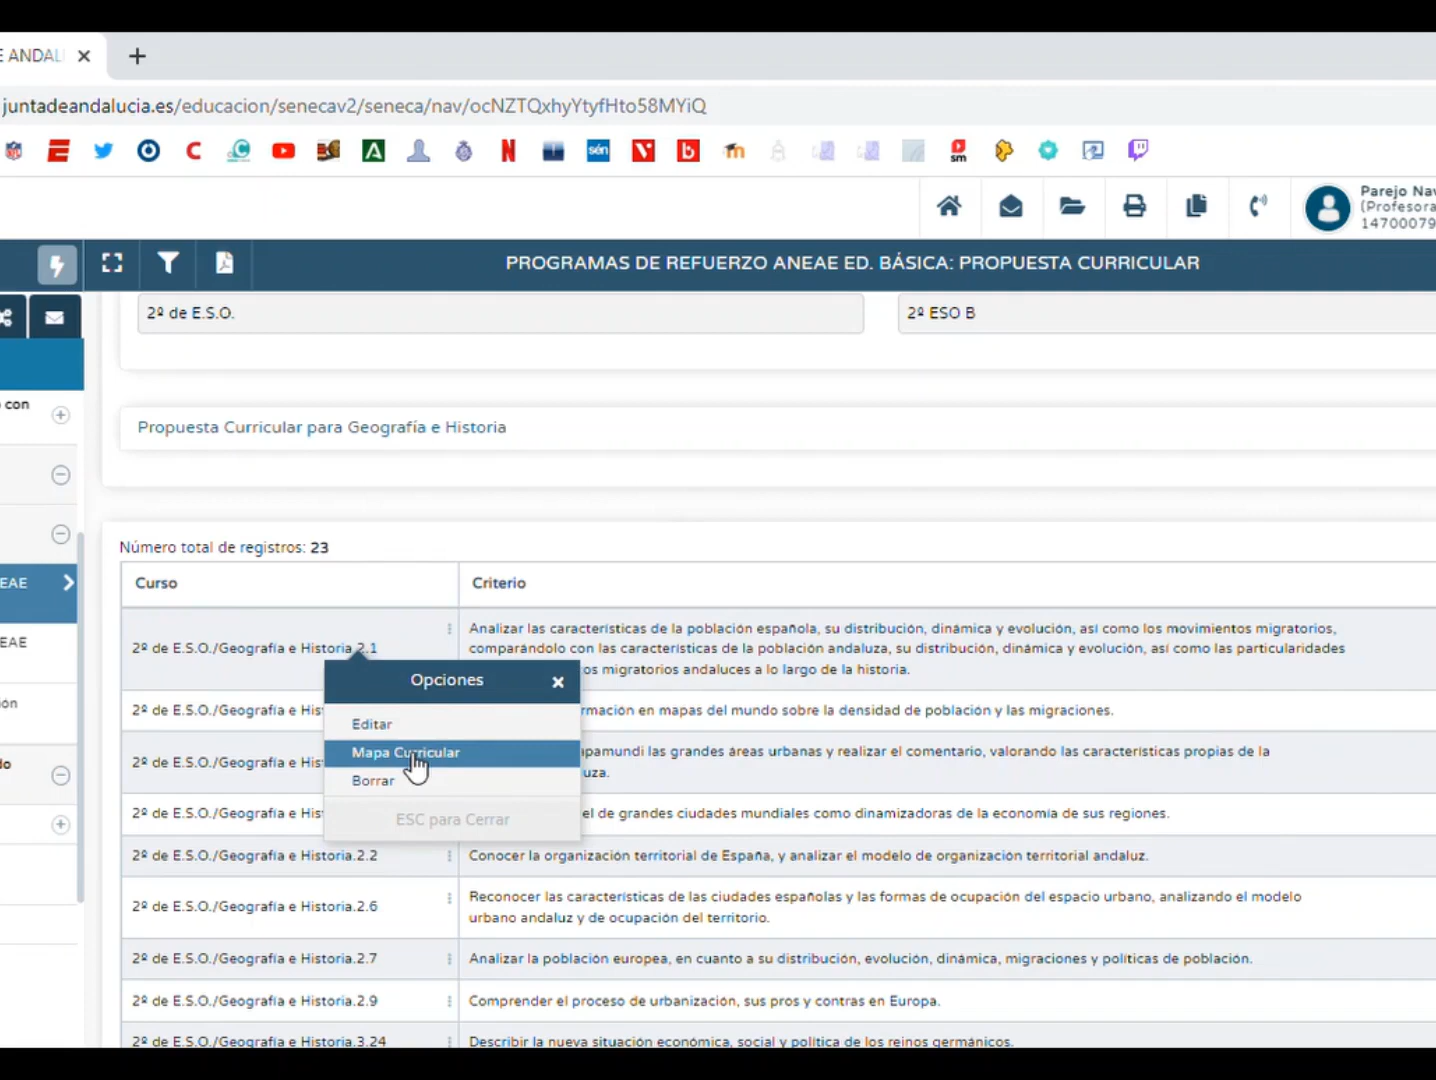 E ANDAL
juntadeandalucia.es/educacion/senecav2/seneca/nav/ocNZTQxhyYtyfHto58MYiQ
sén
sm
Parejo Nav
(Profesora
14700079
PROGRAMAS DE REFUERZO ANEAE ED. BÁSICA: PROPUESTA CURRICULAR
2º de E.S.O.
2º ESO B
con
Propuesta Curricular para Geografía e Historia
EAE
EAE
ón
do
Número total de registros: 23
Curso
Criterio
2º de E.S.O./Geografía e Historia.2.1
Analizar las características de la población española, su distribución, dinámica y evolución, así como los movimientos migratorios,
comparándolo con las características de la población andaluza, su distribución, dinámica y evolución, así como las particularidades
os migratorios andaluces a lo largo de la historia.
Opciones
Editar
Mapa Curricular
Borrar
ESC para Cerrar
2º de E.S.O./Geografía e His
rmación en mapas del mundo sobre la densidad de población y las migraciones.
2º de E.S.O./Geografía e His
apamundi las grandes áreas urbanas y realizar el comentario, valorando las características propias de la
uza.
2º de E.S.O./Geografía e His
el de grandes ciudades mundiales como dinamizadoras de la economía de sus regiones.
2º de E.S.O./Geografía e Historia.2.2
Conocer la organización territorial de España, y analizar el modelo de organización territorial andaluz.
2º de E.S.O./Geografía e Historia.2.6
Reconocer las características de las ciudades españolas y las formas de ocupación del espacio urbano, analizando el modelo
urbano andaluz y de ocupación del territorio.
2º de E.S.O./Geografía e Historia.2.7
Analizar la población europea, en cuanto a su distribución, evolución, dinámica, migraciones y políticas de población.
2º de E.S.O./Geografía e Historia.2.9
Comprender el proceso de urbanización, sus pros y contras en Europa.
2º de E.S.O./Geografía e Historia.3.24
Describir la nueva situación económica, social y política de los reinos germánicos.